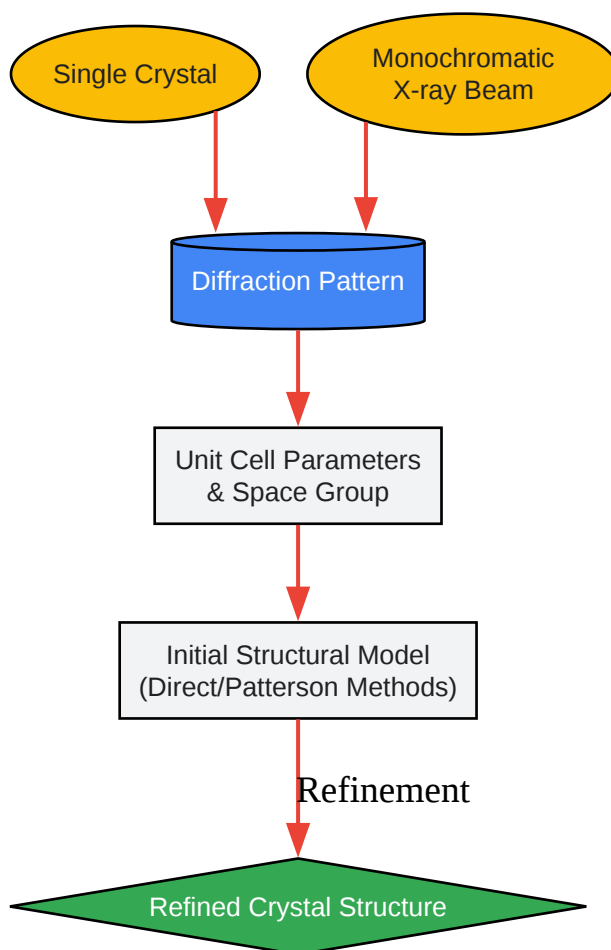 Single Crystal
Monochromatic
X-ray Beam
Diffraction Pattern
Unit Cell Parameters
& Space Group
Initial Structural Model
(Direct/Patterson Methods)
Refinement
Refined Crystal Structure